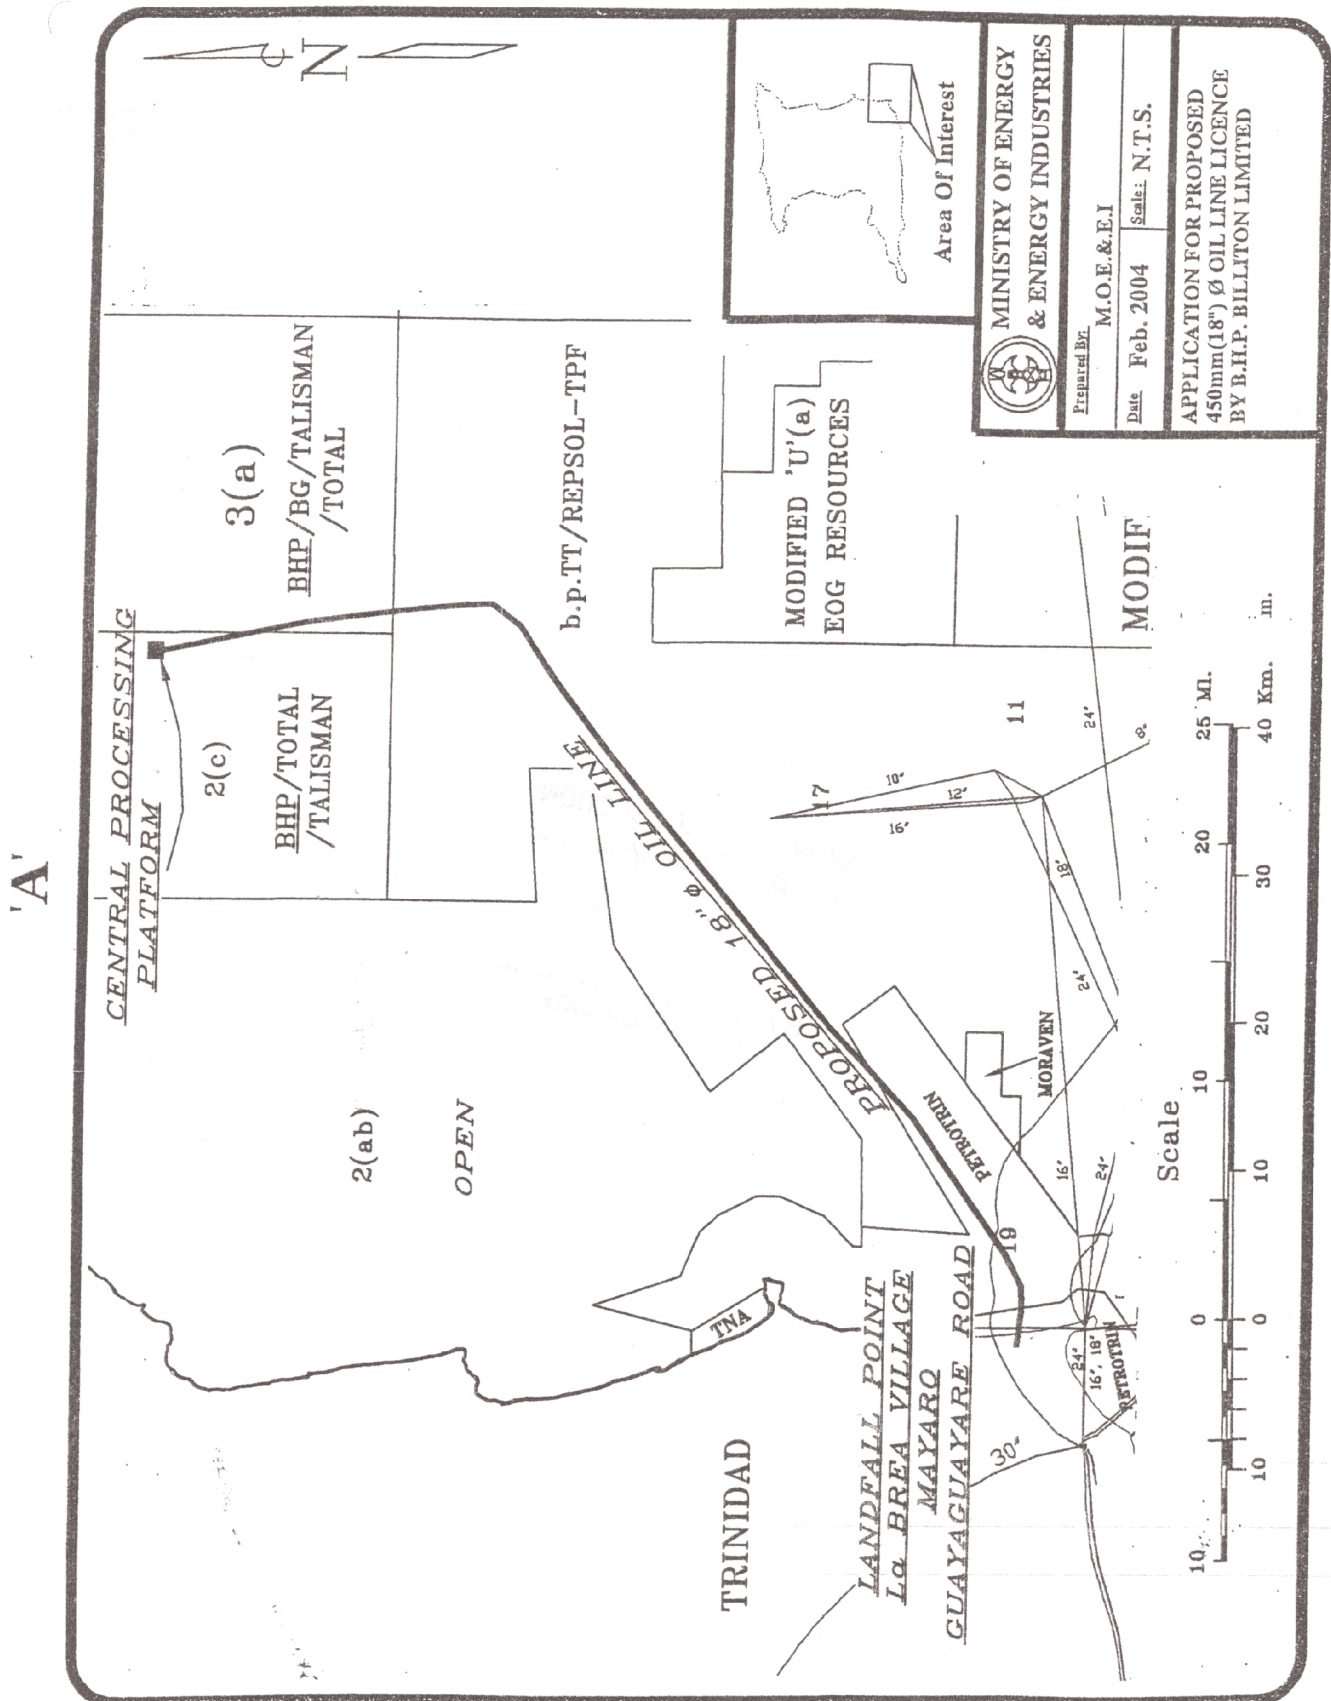 'A'
N
CENTRAL PROCESSING
PLATFORM
2(c)
BHP/TOTAL
/TALISMAN
3(a)
BHP/BG/TALISMAN
/TOTAL
2(ab)
OPEN
b.p.TT/REPSOL-TPF
PROPOSED 18" ø OIL LINE
MODIFIED 'U'(a)
EOG RESOURCES
MODIF
TNA
TRINIDAD
LANDFALL POINT
La BREA VILLAGE
MAYARO
GUAYAGUAYARE ROAD
PETROTRIN
MORAVEN
19
17
11
10"
12"
16"
18"
24"
24"
8"
16"
24"
24"
16", 18"
30"
PETROTRIN
Scale
10 0 10 20 25 Ml.
10 0 10 20 30 40 Km.
m.
Area Of Interest
MINISTRY OF ENERGY
& ENERGY INDUSTRIES
Prepared By:
M.O.E.&.E.I
Date Feb. 2004
Scale: N.T.S.
APPLICATION FOR PROPOSED
450mm(18") Ø OIL LINE LICENCE
BY B.H.P. BILLITON LIMITED